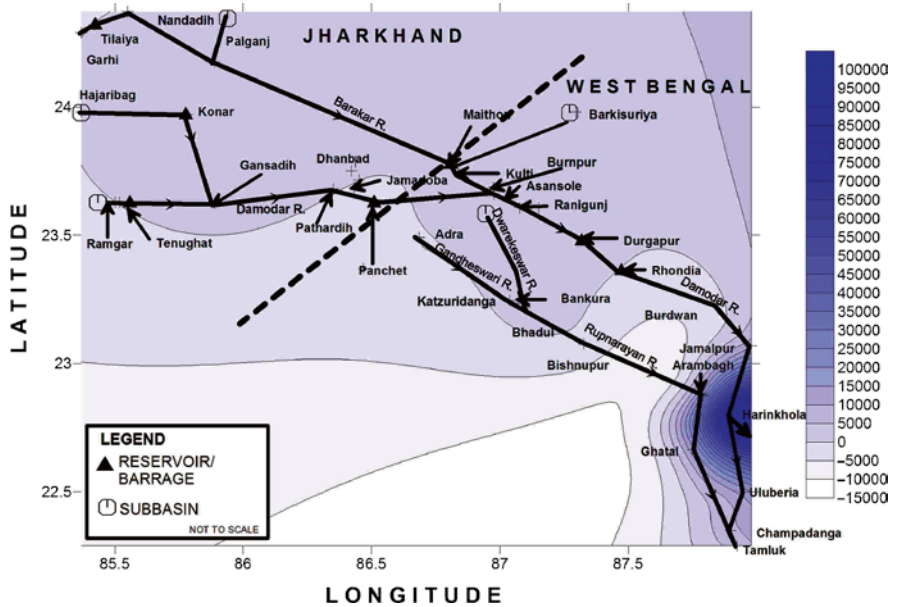 Nandadih
JHARKHAND
Tilaiya
Palganj
Garhi
WEST BENGAL
Hajaribag
24
Konar
Barakar R.
Maithon
Barkisuriya
Dhanbad
Burnpur
Gansadih
Kulti
Jamadoba
Asansole
Damodar R.
Ranigunj
Ramgar
Tenughat
Pathardih
Dwarekeswar R.
23.5
Adra
Durgapur
Panchet
Gandheswari R.
Rhondia
Katzuridanga
Bankura
Damodar R.
Bhadul
Burdwan
Rupnarayan R.
Jamalpur
23
Bishnupur
Arambagh
Harinkhola
LEGEND
RESERVOIR/
BARRAGE
SUBBASIN
NOT TO SCALE
Ghatal
22.5
Uluberia
Champadanga
Tamluk
85.5 86 86.5 87 87.5
LONGITUDE
LATITUDE
100000
95000
90000
85000
80000
75000
70000
65000
60000
55000
50000
45000
40000
35000
30000
25000
20000
15000
10000
5000
0
-5000
-10000
-15000